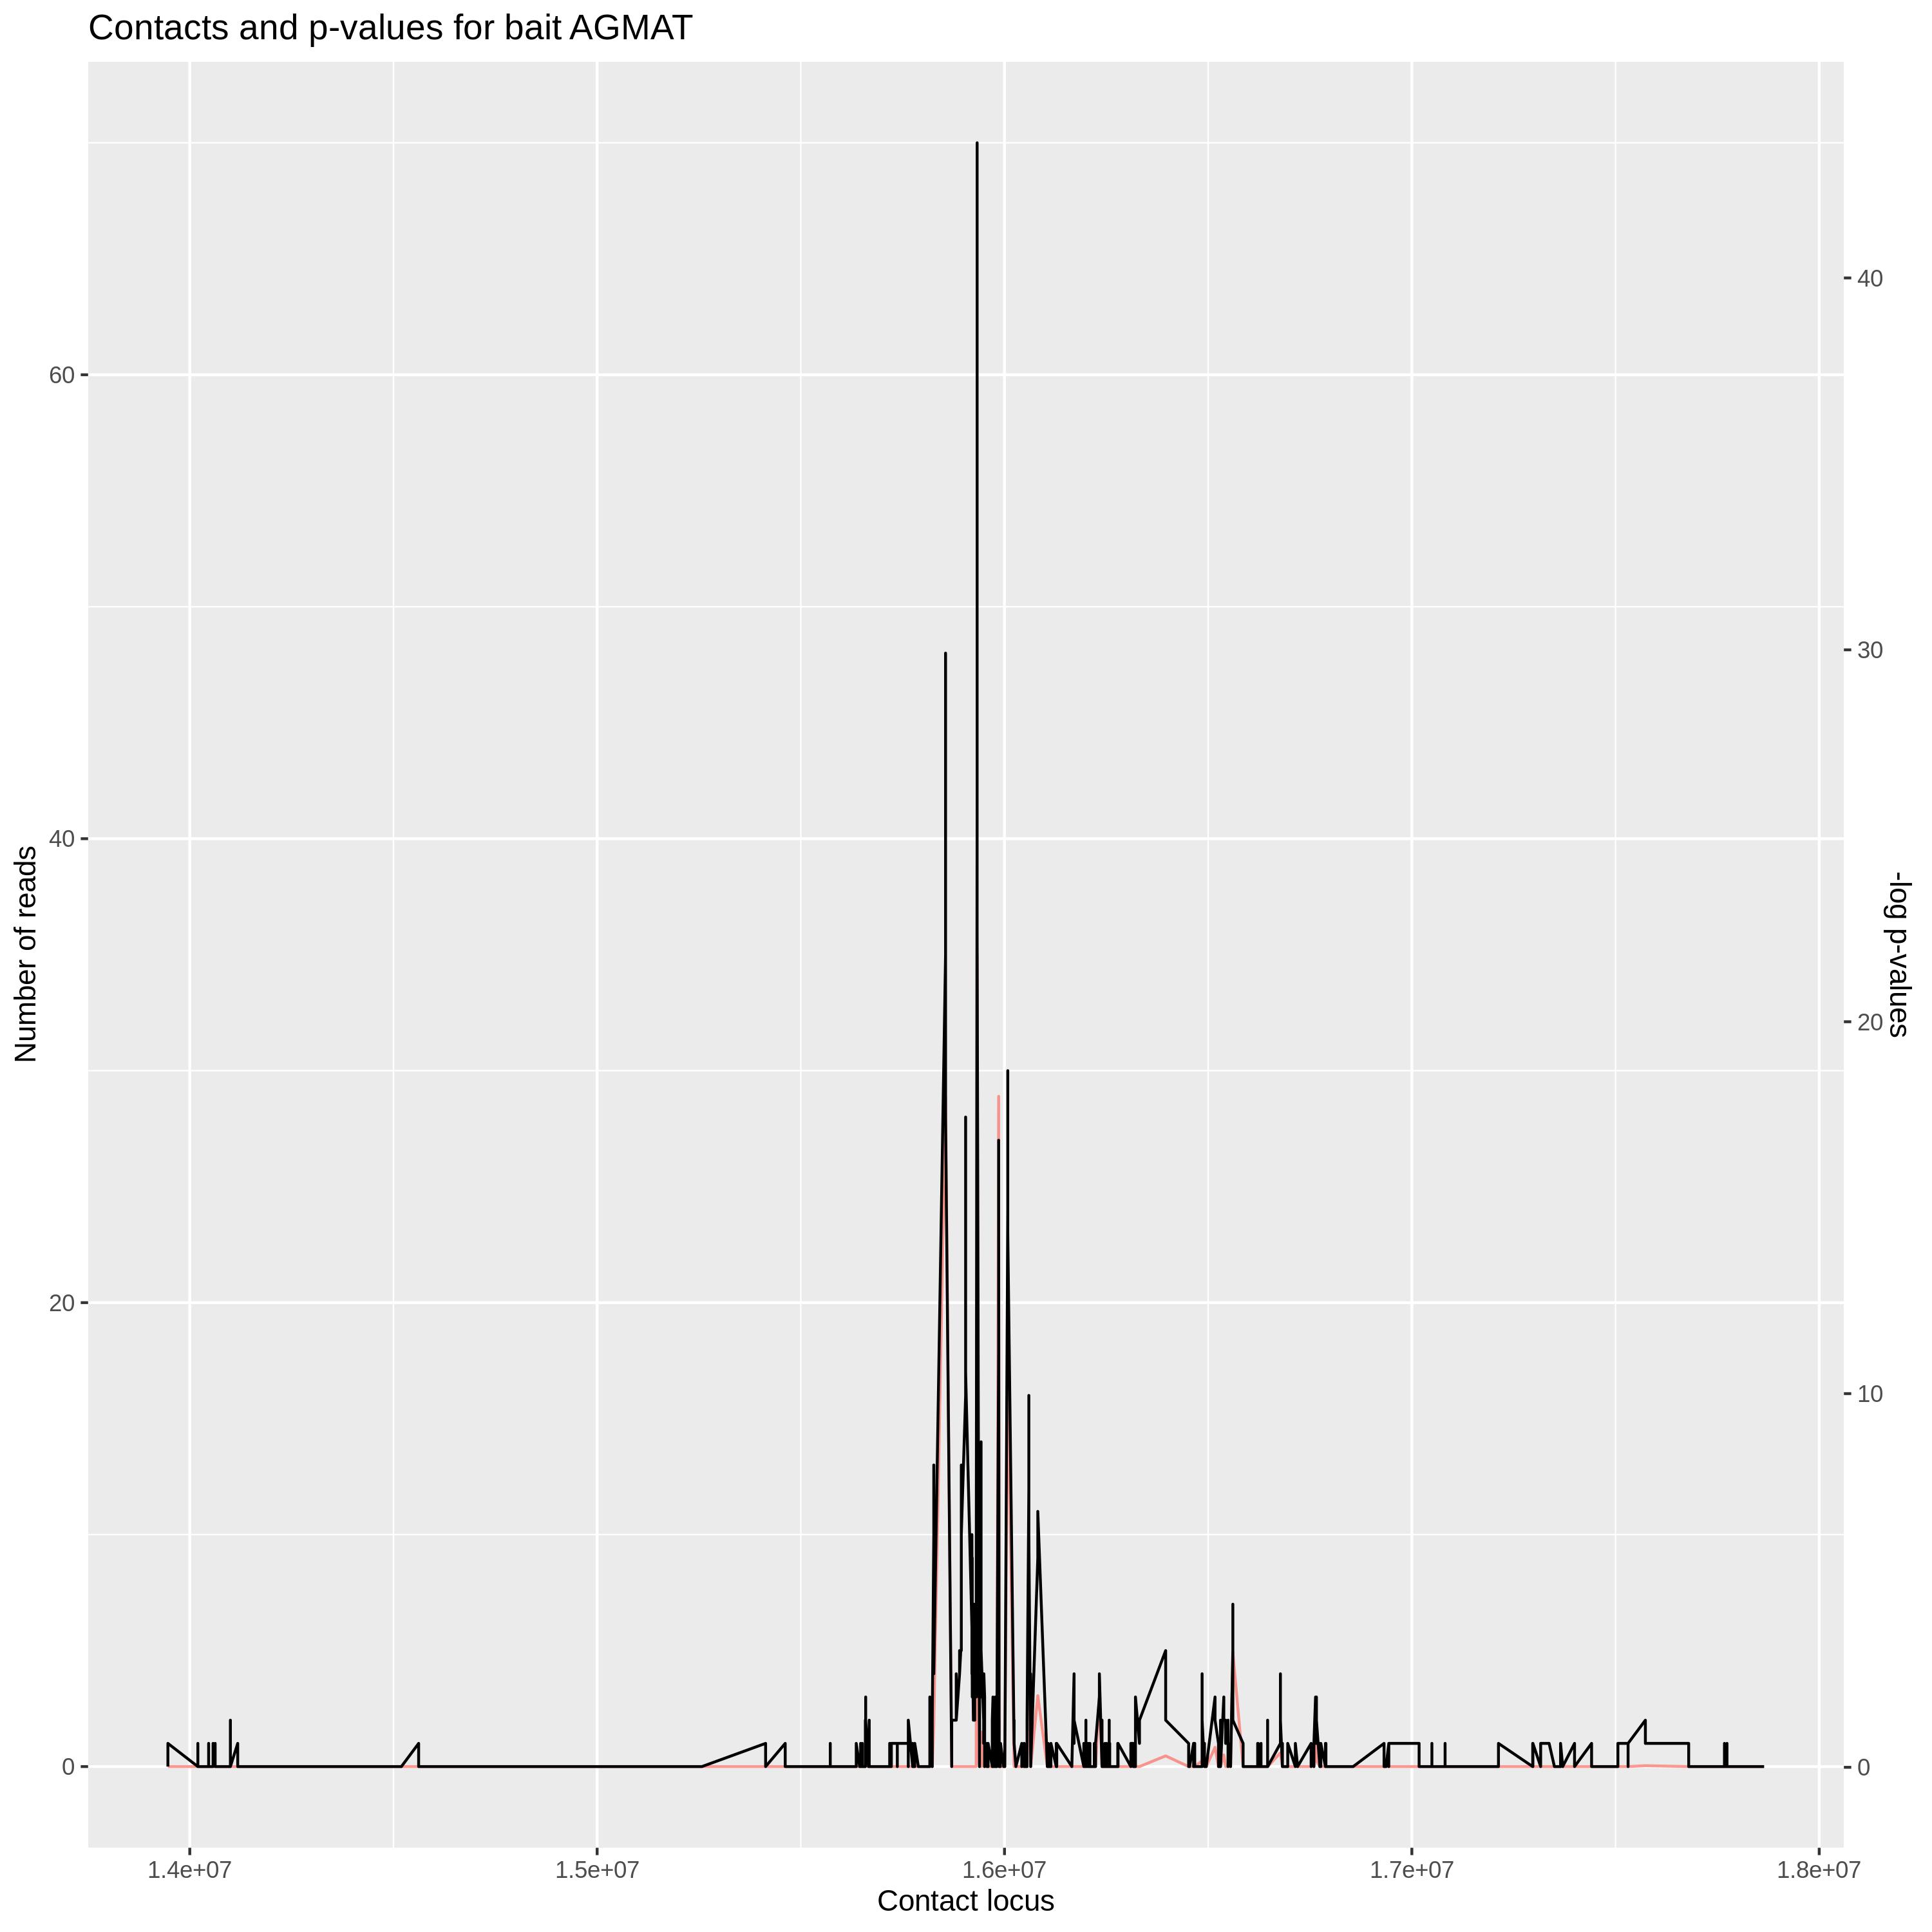 Contacts and p-values for bait AGMAT
60
40
20
0
Number of reads
40
30
20
10
0
-log p-values
1.4e+07
1.5e+07
1.6e+07
1.7e+07
1.8e+07
Contact locus